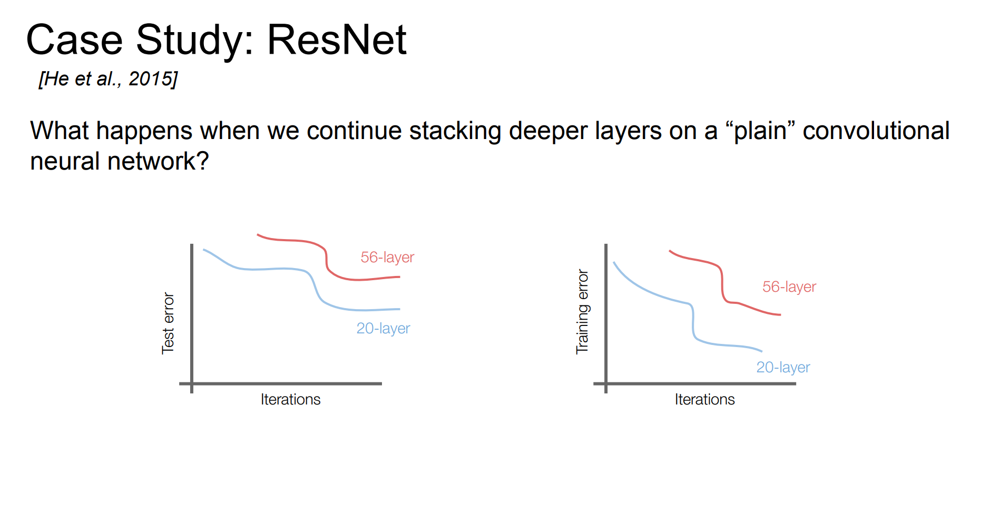 Case Study: ResNet
[He et al., 2015]
What happens when we continue stacking deeper layers on a “plain” convolutional
neural network?
56-layer
20-layer
Test error
Iterations
56-layer
20-layer
Training error
Iterations